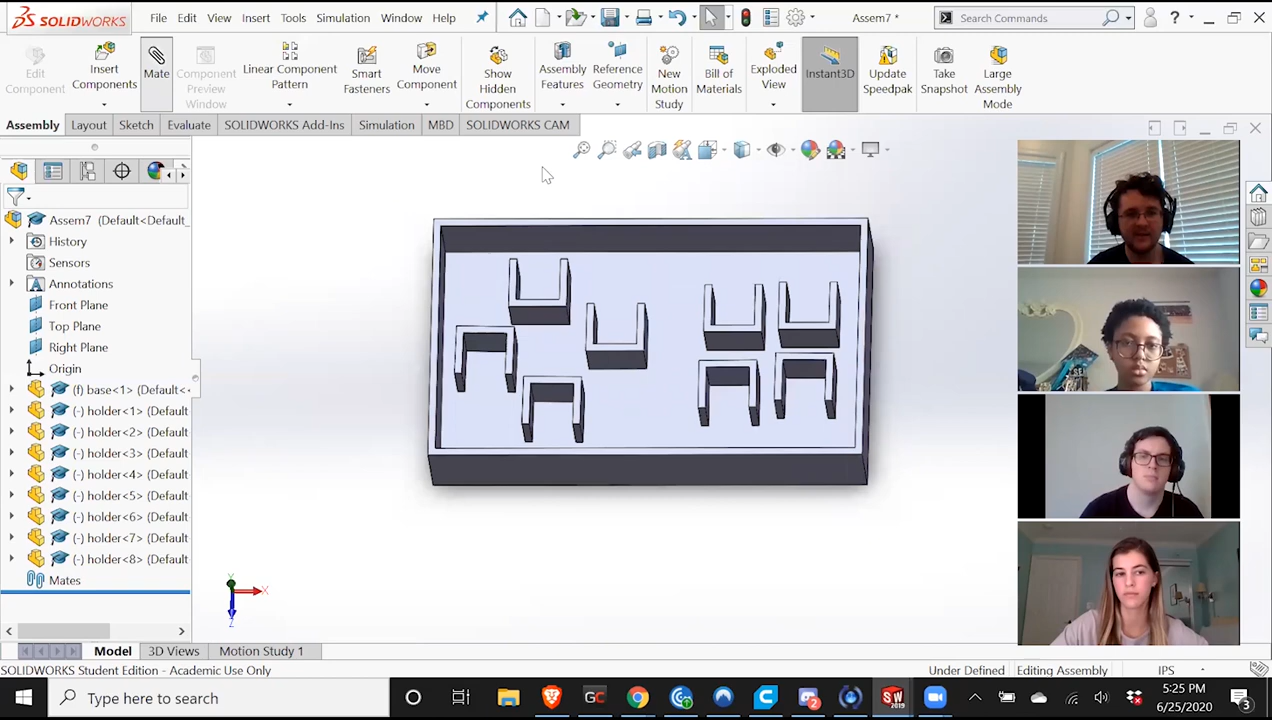 SOLIDWORKS File Edit View Insert Tools Simulation Window Help Assem7 * Search Commands ?
Edit Component
Insert Components
Mate
Component Preview Window
Linear Component Pattern
Smart Fasteners
Move Component
Show Hidden Components
Assembly Features
Reference Geometry
New Motion Study
Bill of Materials
Exploded View
Instant3D
Update Speedpak
Take Snapshot
Large Assembly Mode
Assembly Layout Sketch Evaluate SOLIDWORKS Add-Ins Simulation MBD SOLIDWORKS CAM
Assem7 (Default<Default_
History
Sensors
Annotations
Front Plane
Top Plane
Right Plane
Origin
(f) base<1> (Default<
(-) holder<1> (Default
(-) holder<2> (Default
(-) holder<3> (Default
(-) holder<4> (Default
(-) holder<5> (Default
(-) holder<6> (Default
(-) holder<7> (Default
(-) holder<8> (Default
Mates
Y
X
Z
Model 3D Views Motion Study 1
SOLIDWORKS Student Edition - Academic Use Only Under Defined Editing Assembly IPS
Type here to search GC SW 2019 2 5:25 PM
6/25/2020 3